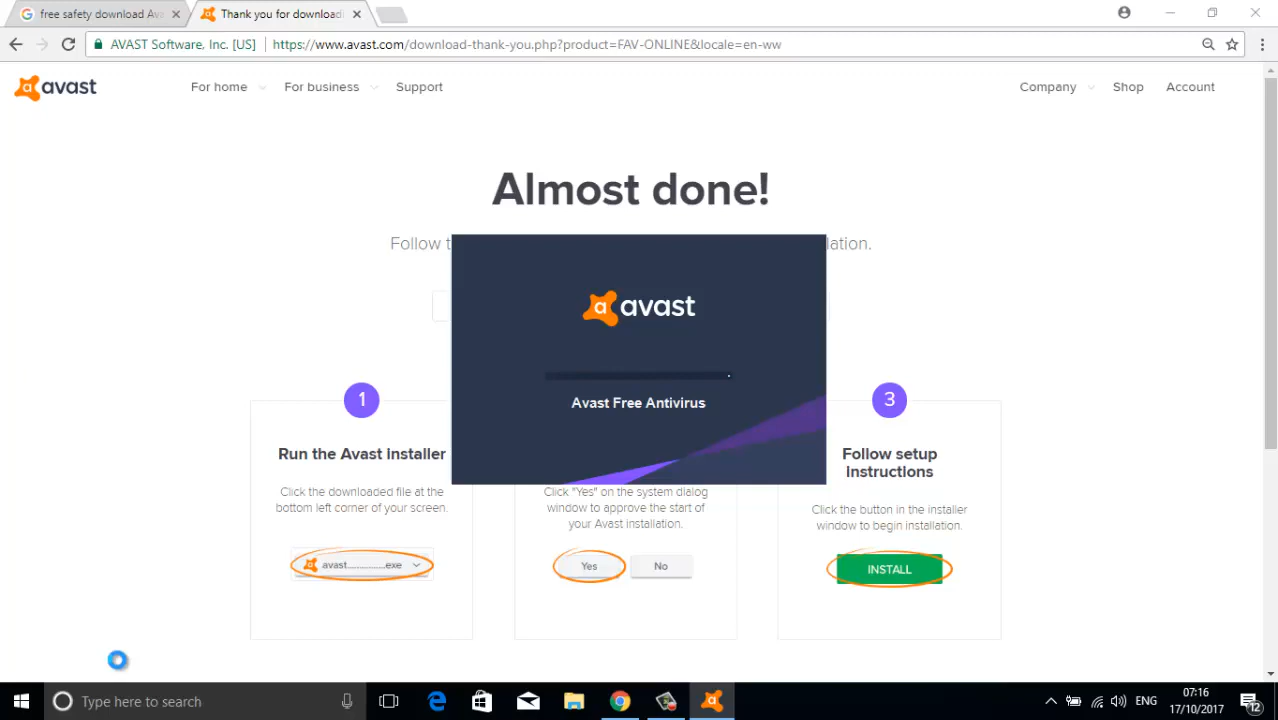 free safety download Ava
Thank you for downloadi
AVAST Software, Inc. [US]
https://www.avast.com/download-thank-you.php?product=FAV-ONLINE&locale=en-ww
avast
For home
For business
Support
Company
Shop
Account
Almost done!
Follow t
lation.
avast
Avast Free Antivirus
1
Run the Avast installer
Click the downloaded file at the
bottom left corner of your screen.
avast..............exe
Click "Yes" on the system dialog
window to approve the start of
your Avast installation.
Yes
No
3
Follow setup
instructions
Click the button in the installer
window to begin installation.
INSTALL
Type here to search
ENG
07:16
17/10/2017
12